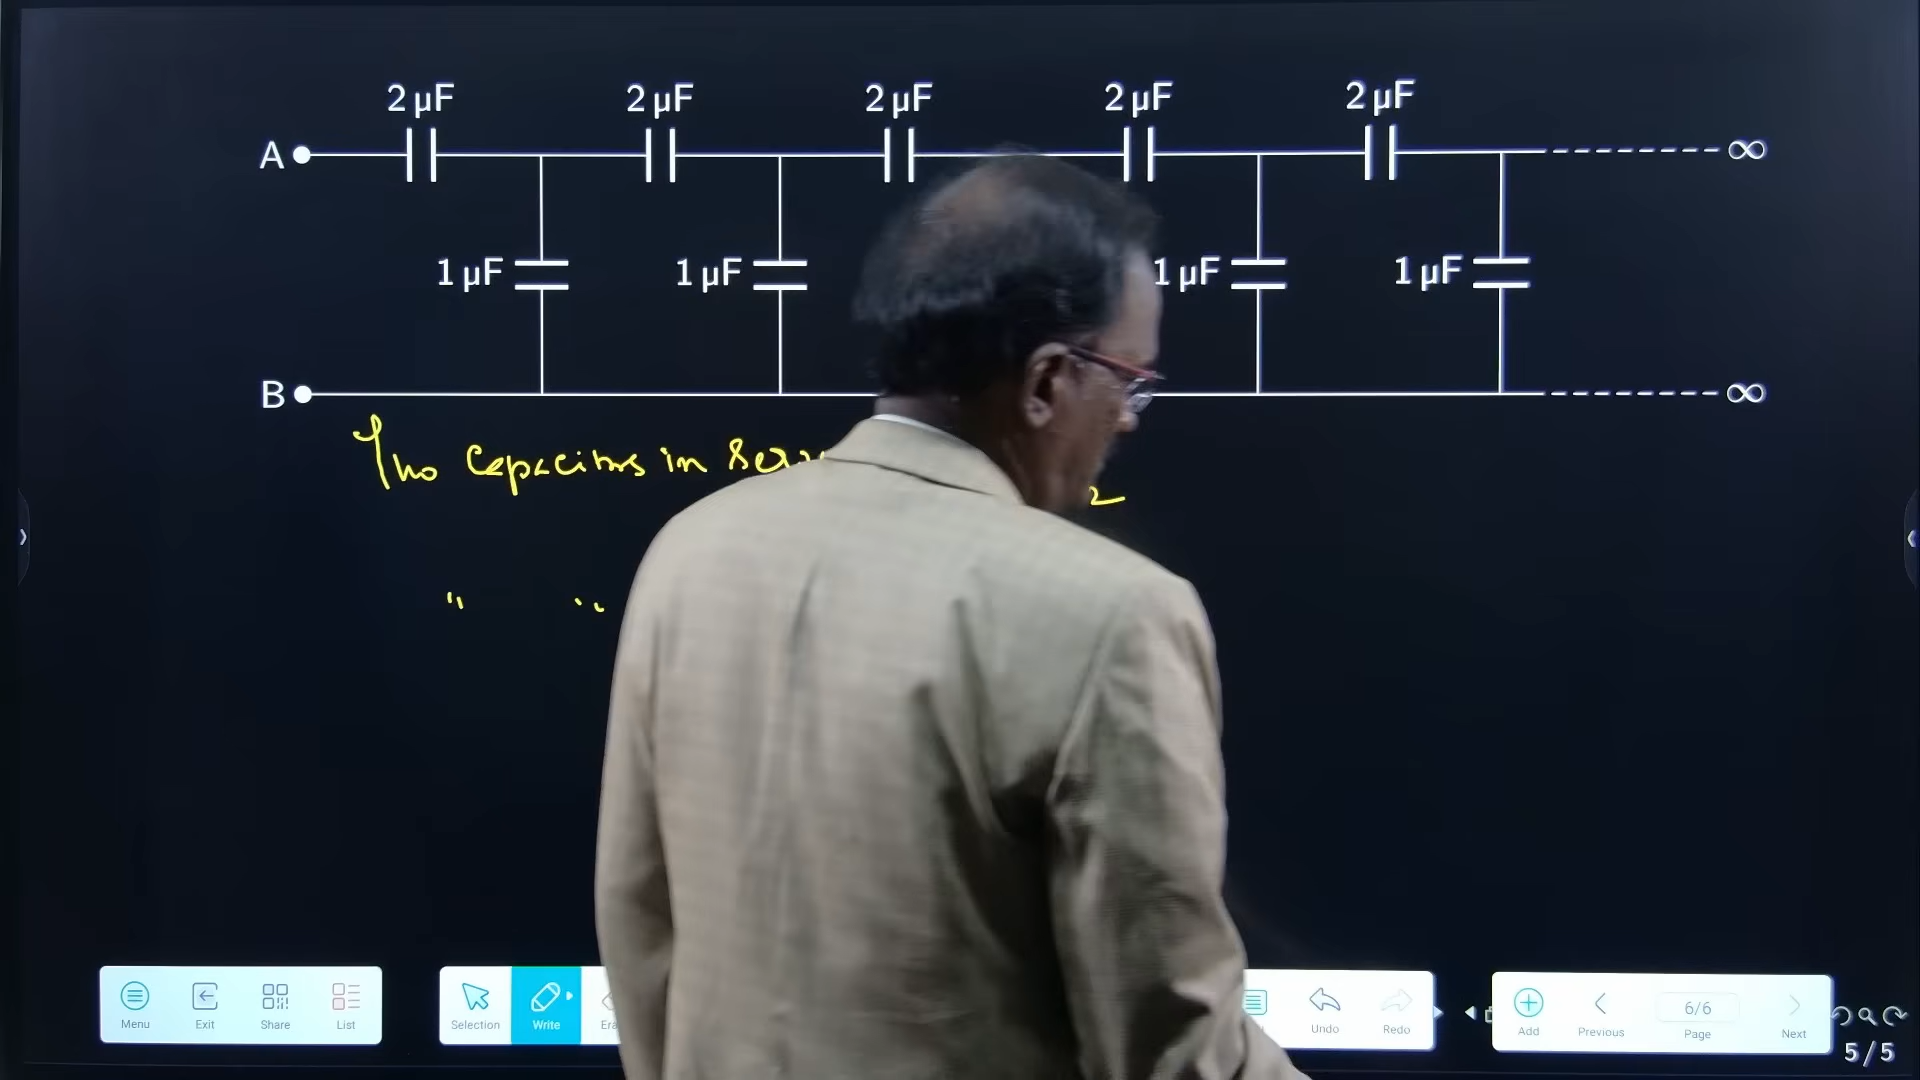 2 µF 2 µF 2 µF 2 µF 2 µF
A ∞
1 µF 1 µF 1 µF 1 µF
B ∞
Two capacitors in
2
" "
Menu Exit Share List Selection Write Undo Redo Add Previous 6/6 Page Next
5/5